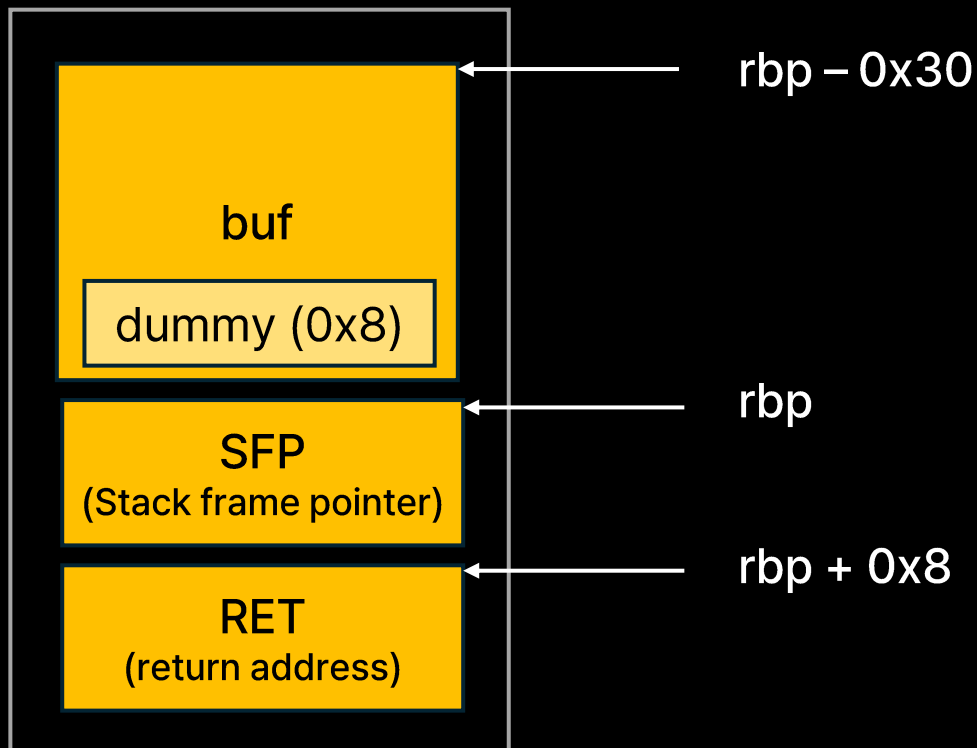 rbp – 0x30
buf
dummy (0x8)
rbp
SFP
(Stack frame pointer)
rbp + 0x8
RET
(return address)